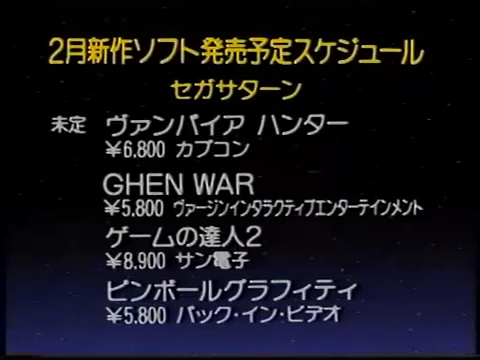 2月新作ソフト発売予定スケジュール
セガサターン
未定 ヴァンパイア ハンター
¥6,800 カプコン
GHEN WAR
¥5,800 ヴァージンインタラクティブエンターテインメント
ゲームの達人2
¥8,900 サン電子
ピンボールグラフィティ
¥5,800 パック・イン・ビデオ